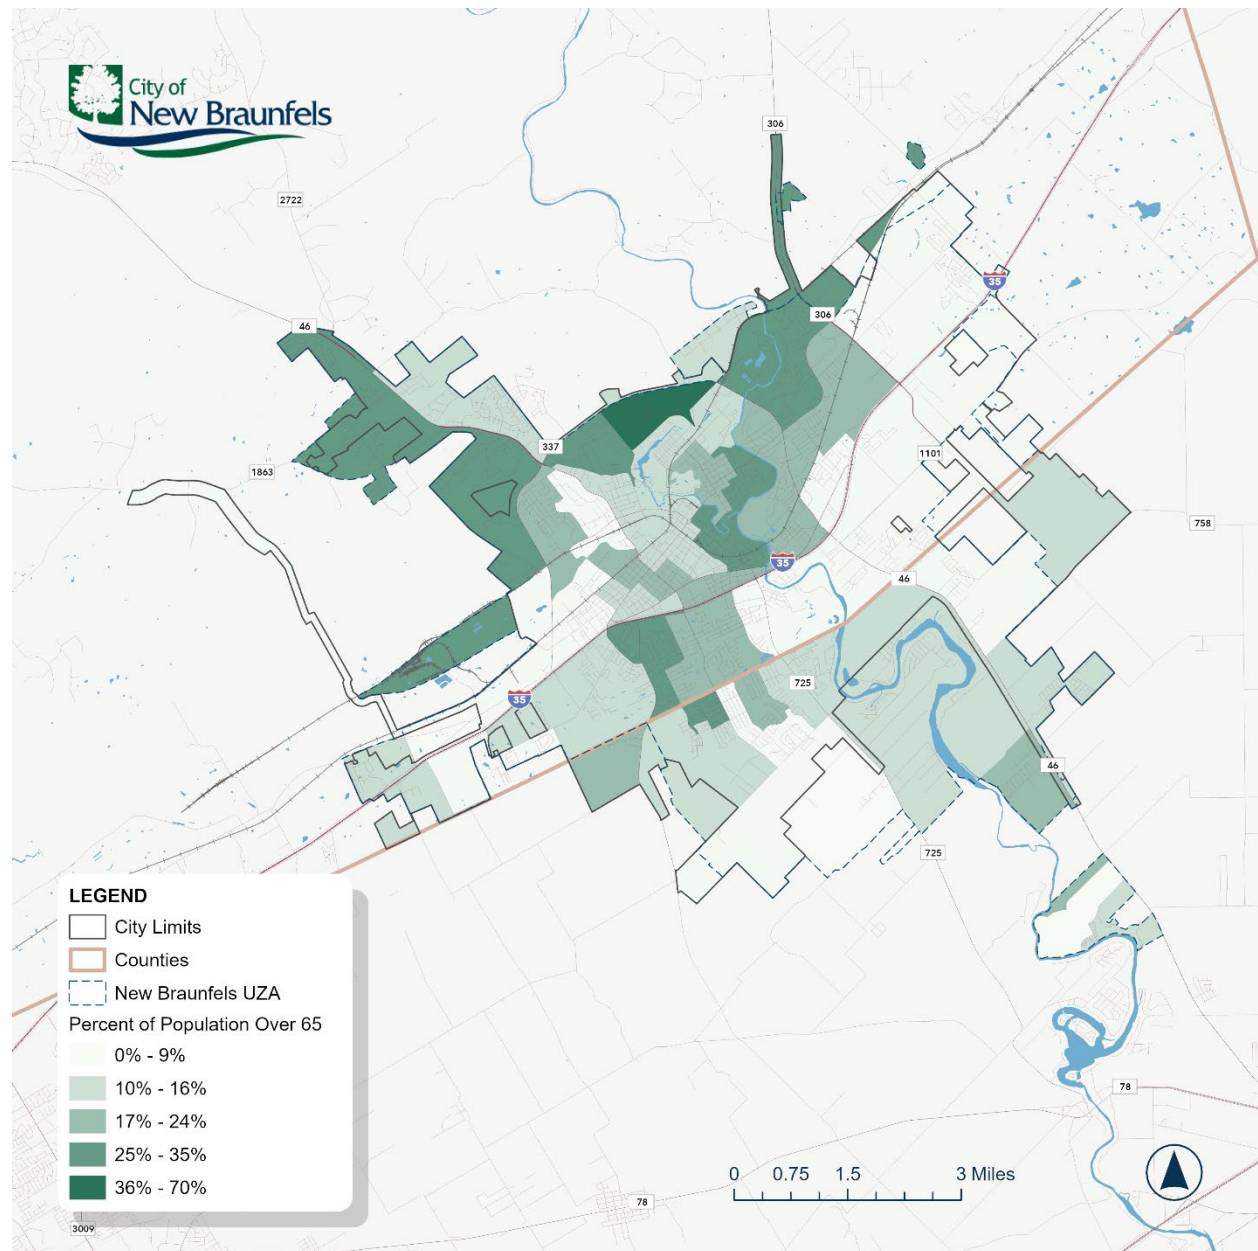 City of
New Braunfels
306
2722
35
46
306
337
1101
1863
758
35
46
725
35
46
725
LEGEND
City Limits
Counties
New Braunfels UZA
Percent of Population Over 65
0% - 9%
10% - 16%
17% - 24%
25% - 35%
36% - 70%
78
0 0.75 1.5 3 Miles
78
3009